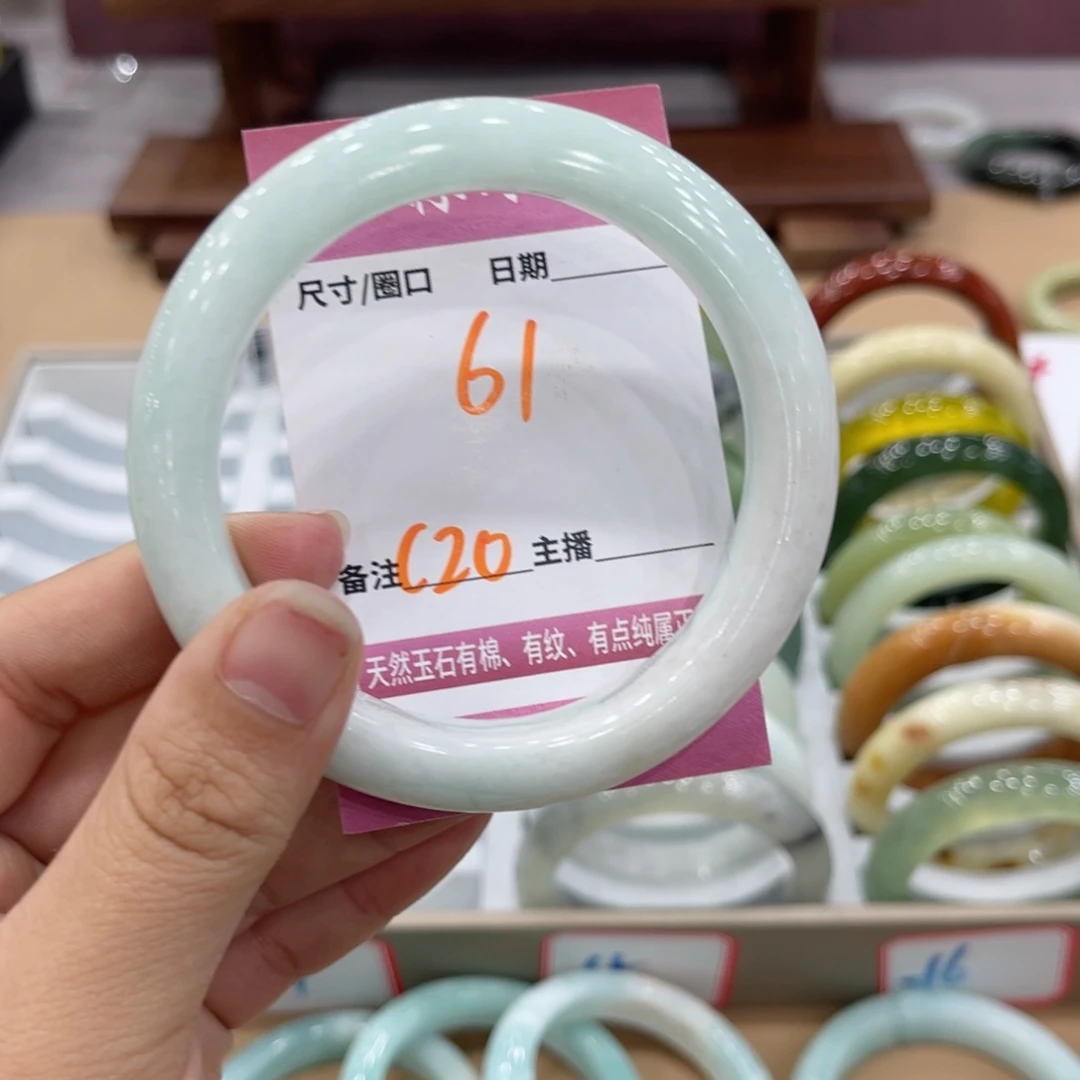 尺寸/圈口 日期
61
备注C20 主播
天然玉石有棉、有纹、有点纯属正